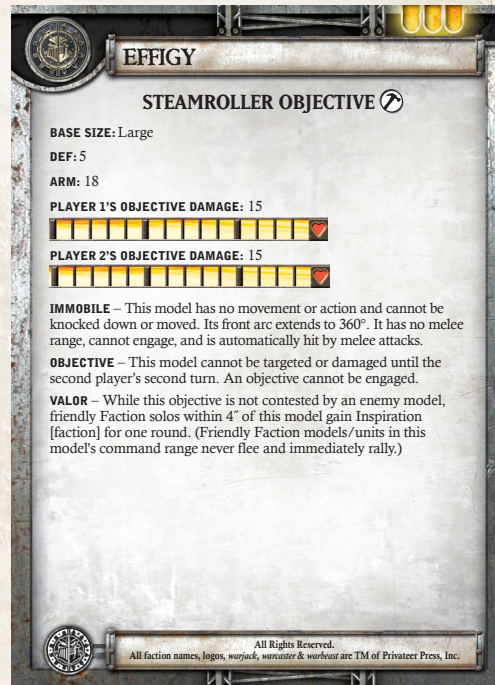 EFFIGY
STEAMROLLER OBJECTIVE
BASE SIZE: Large
DEF: 5
ARM: 18
PLAYER 1'S OBJECTIVE DAMAGE: 15
PLAYER 2'S OBJECTIVE DAMAGE: 15
IMMOBILE – This model has no movement or action and cannot be
knocked down or moved. Its front arc extends to 360°. It has no melee
range, cannot engage, and is automatically hit by melee attacks.
OBJECTIVE – This model cannot be targeted or damaged until the
second player's second turn. An objective cannot be engaged.
VALOR – While this objective is not contested by an enemy model,
friendly Faction solos within 4˝ of this model gain Inspiration
[faction] for one round. (Friendly Faction models/units in this
model's command range never flee and immediately rally.)
All Rights Reserved.
All faction names, logos, warjack, warcaster & warbeast are TM of Privateer Press, Inc.